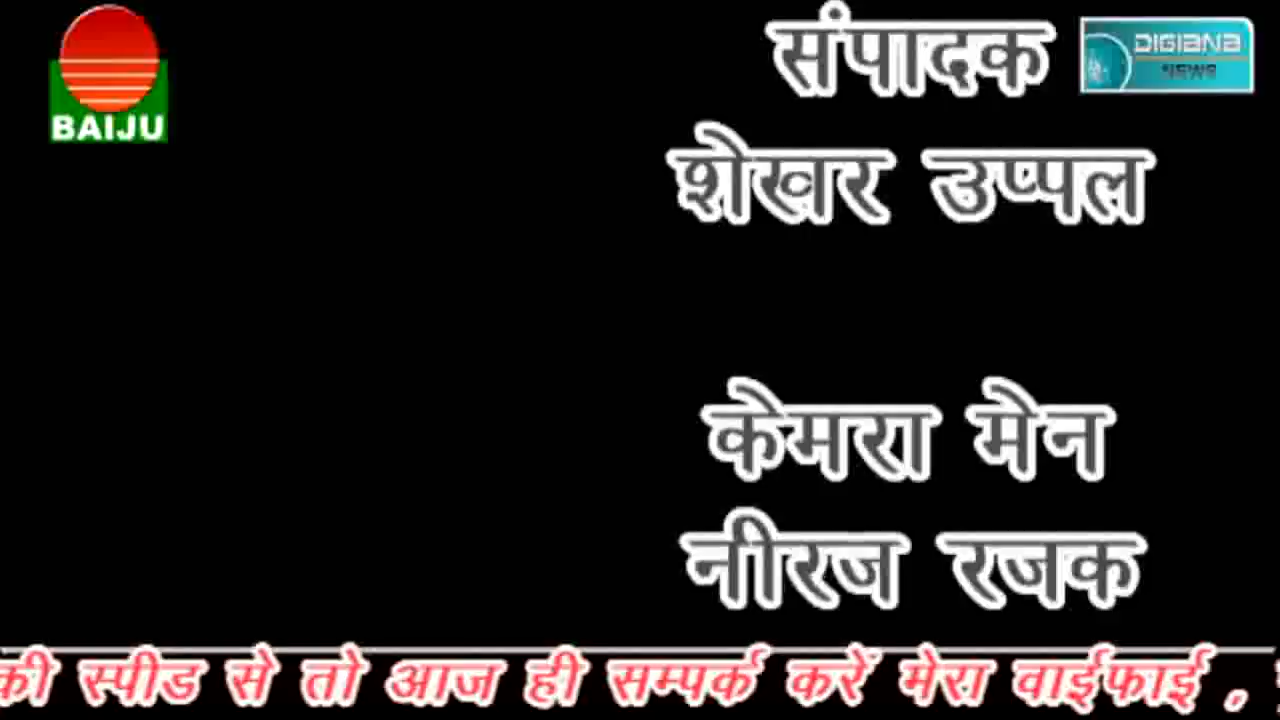 संपादक
DIGIANA
NEWS
BAIJU
शेखर उप्पल
केमरा मेन
नीरज रजक
की स्पीड से तो आज ही सम्पर्क करें मेरा वाईफाई ,